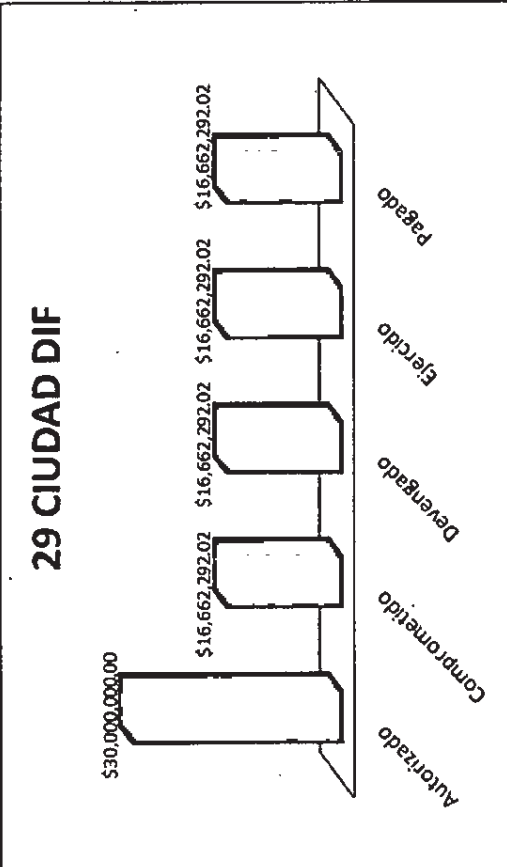 29 CIUDAD DIF
$30,000,000.00
$16,662,292.02
$16,662,292.02
$16,662,292.02
$16,662,292.02
Autorizado
Comprometido
Devengado
Ejercido
Pagado